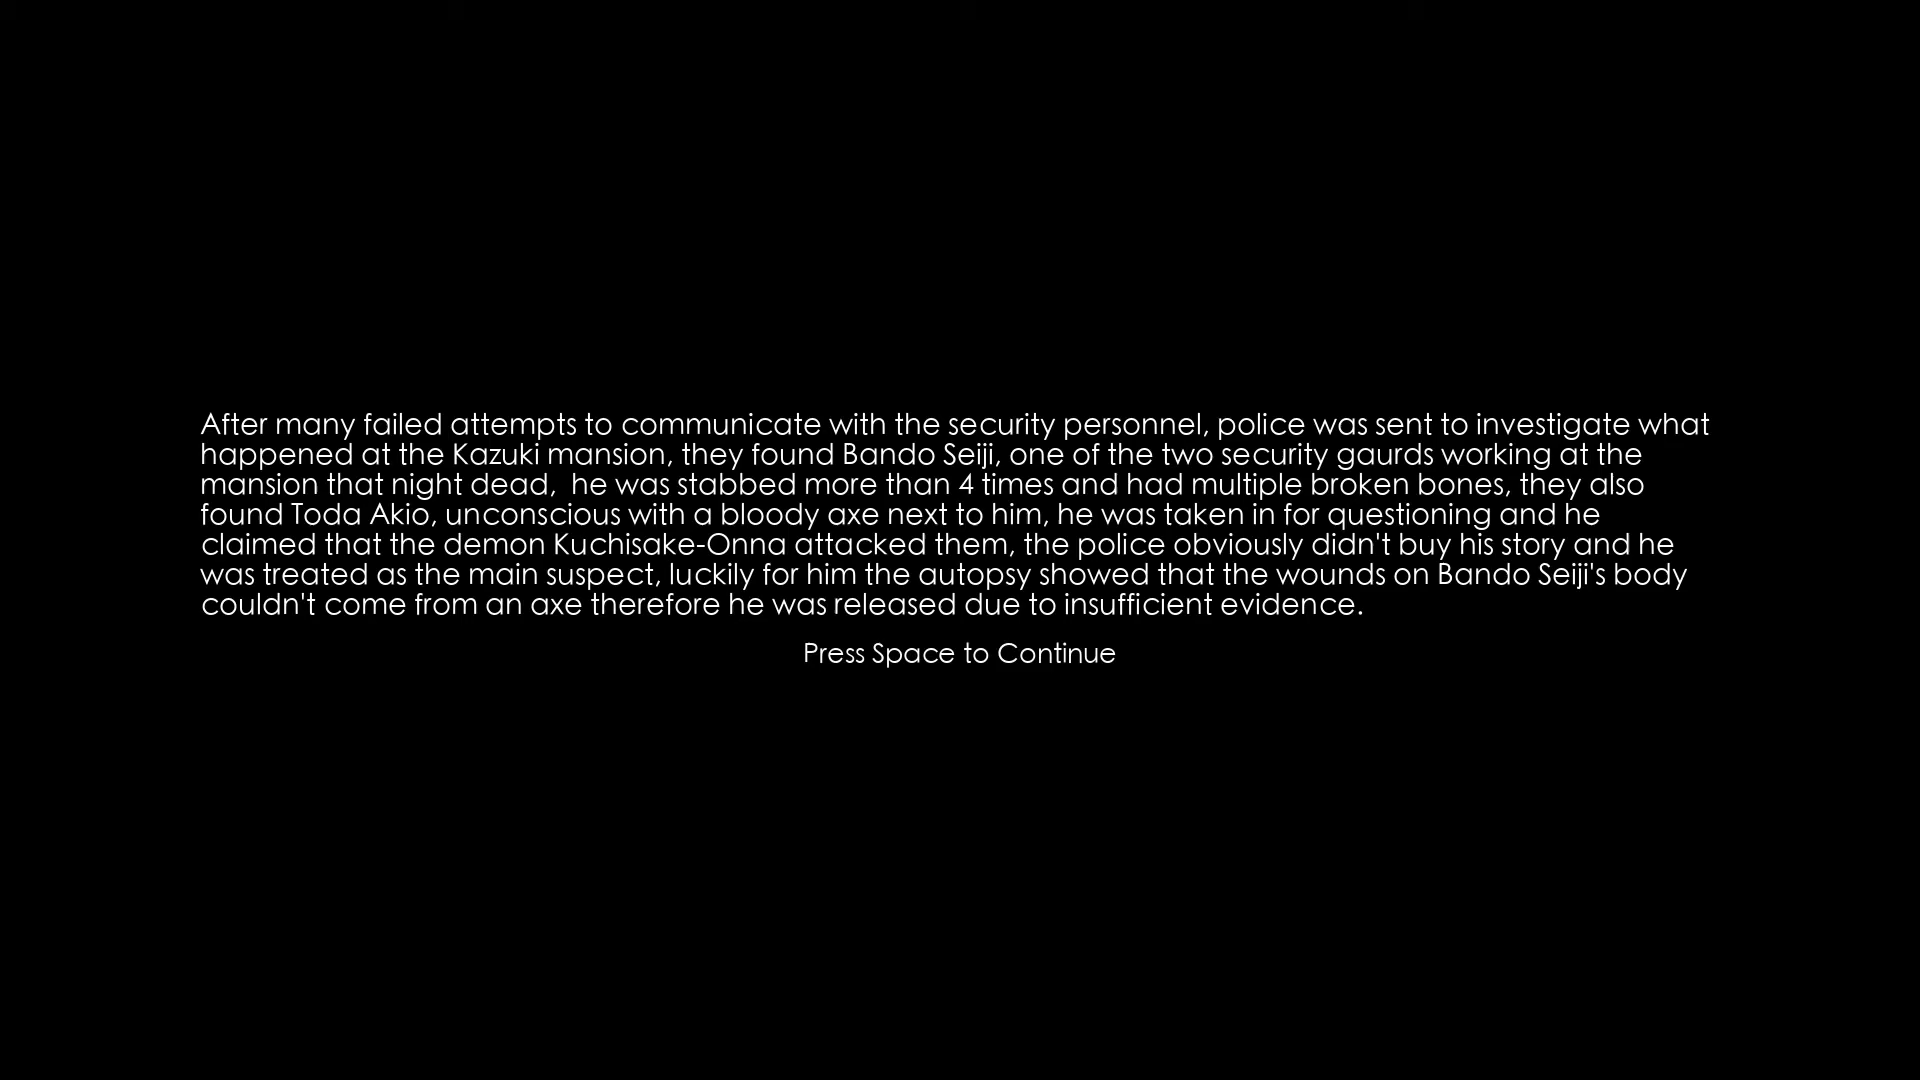 After many failed attempts to communicate with the security personnel, police was sent to investigate what
happened at the Kazuki mansion, they found Bando Seiji, one of the two security gaurds working at the
mansion that night dead,  he was stabbed more than 4 times and had multiple broken bones, they also
found Toda Akio, unconscious with a bloody axe next to him, he was taken in for questioning and he
claimed that the demon Kuchisake-Onna attacked them, the police obviously didn't buy his story and he
was treated as the main suspect, luckily for him the autopsy showed that the wounds on Bando Seiji's body
couldn't come from an axe therefore he was released due to insufficient evidence.
Press Space to Continue